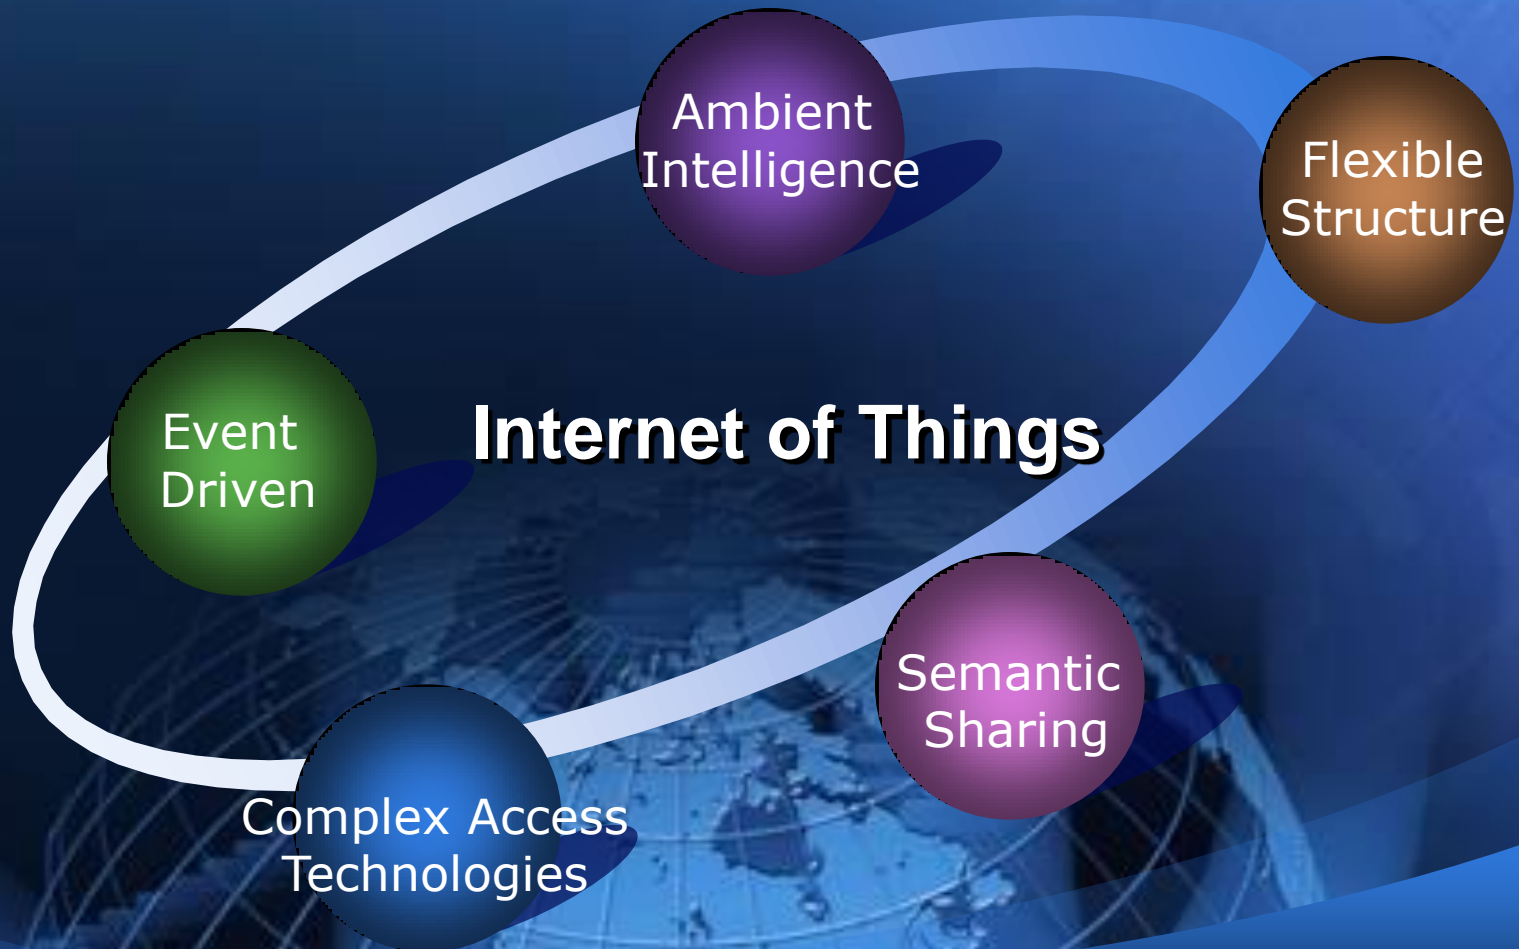 Ambient
Intelligence
Flexible
Structure
Event
Driven
Internet of Things
Semantic
Sharing
Complex Access
Technologies